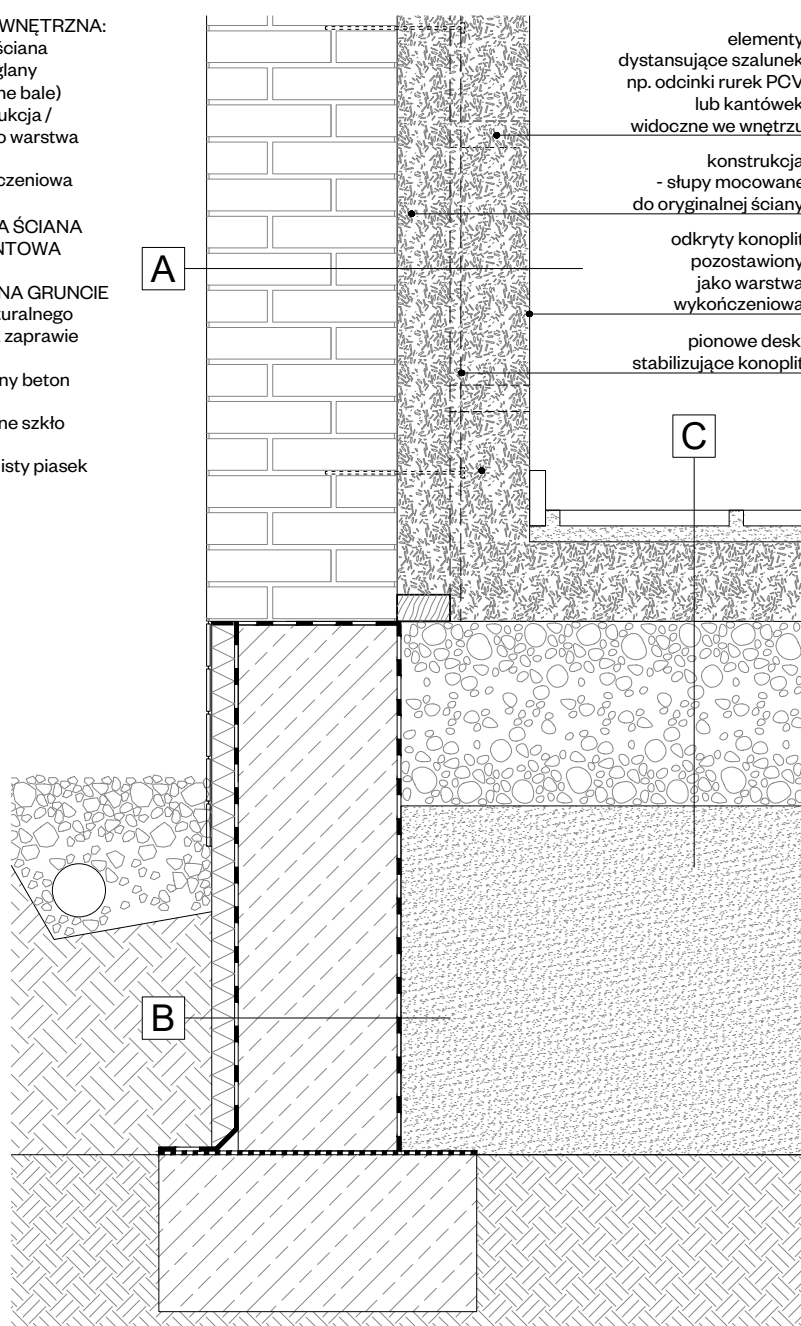 WNĘTRZNA:
ściana
glany
ne bale)
ukcja /
o warstwa
czeniowa
A ŚCIANA
NTOWA
NA GRUNCIE
turalnego
zaprawie
ny beton
ne szkło
isty piasek
elementy
dystansujące szalunek
np. odcinki rurek PCV
lub kantówek
widoczne we wnętrzu
konstrukcja
- słupy mocowane
do oryginalnej ściany
odkryty konoplit
pozostawiony
jako warstwa
wykończeniowa
pionowe desk
stabilizujące konoplit
A
C
B